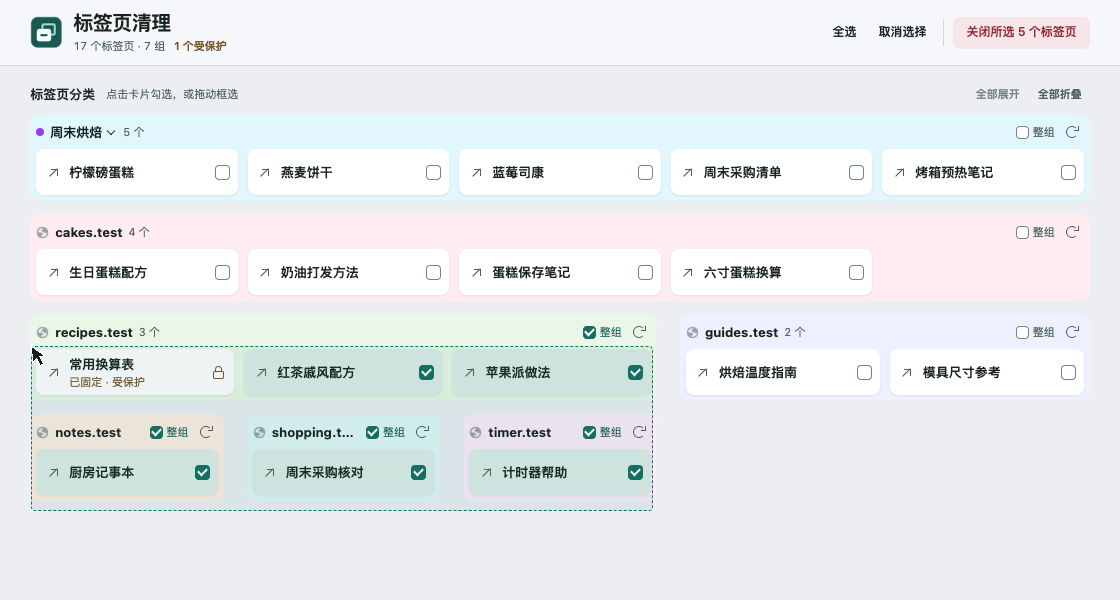 标签页清理
17 个标签页 · 7 组 1 个受保护
全选 取消选择 关闭所选 5 个标签页
标签页分类 点击卡片勾选，或拖动框选 全部展开 全部折叠
周末烘焙 5 个 整组
柠檬磅蛋糕 燕麦饼干 蓝莓司康 周末采购清单 烤箱预热笔记
cakes.test 4 个 整组
生日蛋糕配方 奶油打发方法 蛋糕保存笔记 六寸蛋糕换算
recipes.test 3 个 整组 guides.test 2 个 整组
常用换算表
已固定 · 受保护
红茶戚风配方 苹果派做法 烘焙温度指南 模具尺寸参考
notes.test 整组 shopping.t... 整组 timer.test 整组
厨房记事本 周末采购核对 计时器帮助